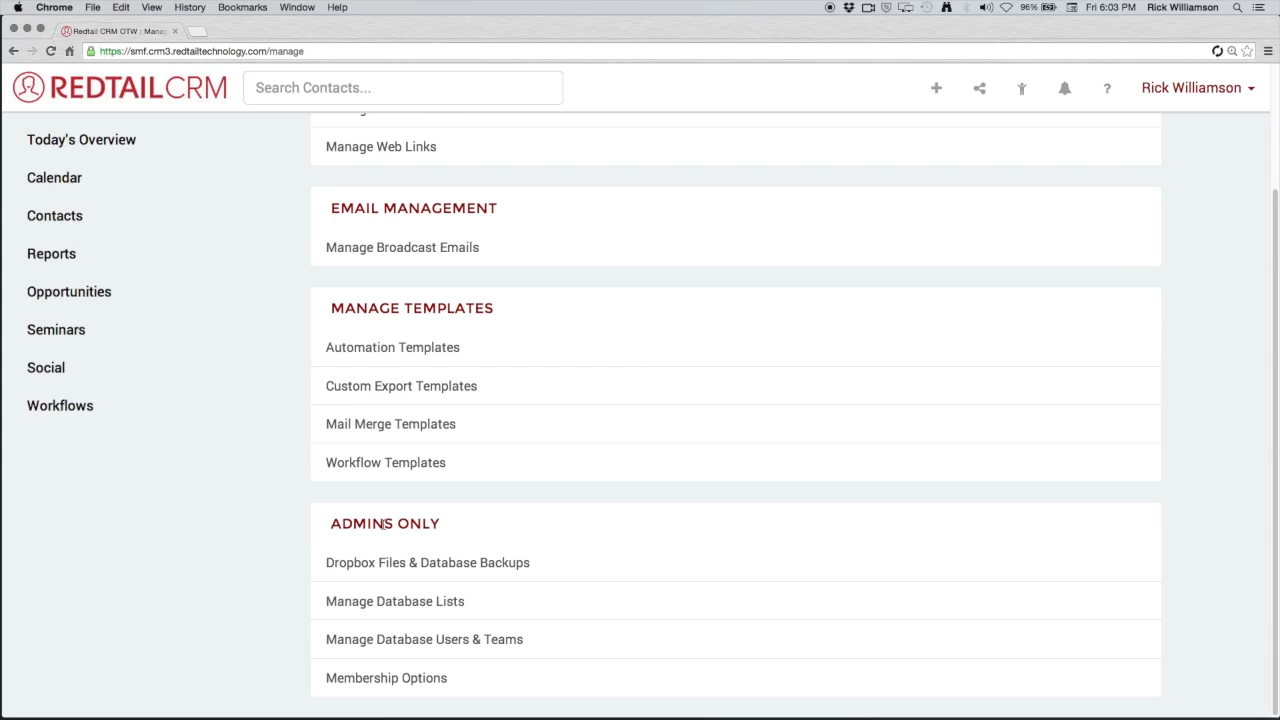 Chrome File Edit View History Bookmarks Window Help 96% Fri 6:03 PM Rick Williamson
Redtail CRM OTW : Mana
https://smf.crm3.redtailtechnology.com/manage
REDTAILCRM Search Contacts... ? Rick Williamson
Today's Overview
Calendar
Contacts
Reports
Opportunities
Seminars
Social
Workflows
Manage Web Links
EMAIL MANAGEMENT
Manage Broadcast Emails
MANAGE TEMPLATES
Automation Templates
Custom Export Templates
Mail Merge Templates
Workflow Templates
ADMINS ONLY
Dropbox Files & Database Backups
Manage Database Lists
Manage Database Users & Teams
Membership Options